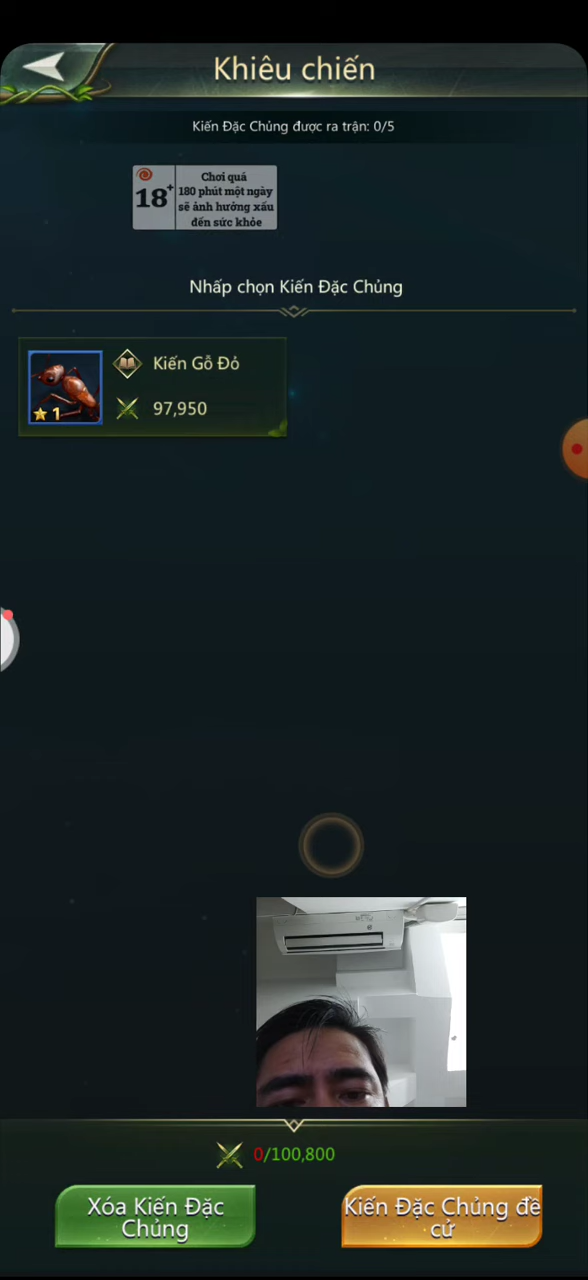 Khiêu chiến
Kiến Đặc Chủng được ra trận: 0/5
18+
Chơi quá
180 phút một ngày
sẽ ảnh hưởng xấu
đến sức khỏe
Nhấp chọn Kiến Đặc Chủng
Kiến Gỗ Đỏ
1
97,950
0/100,800
Xóa Kiến Đặc
Chủng
Kiến Đặc Chủng đề
cử